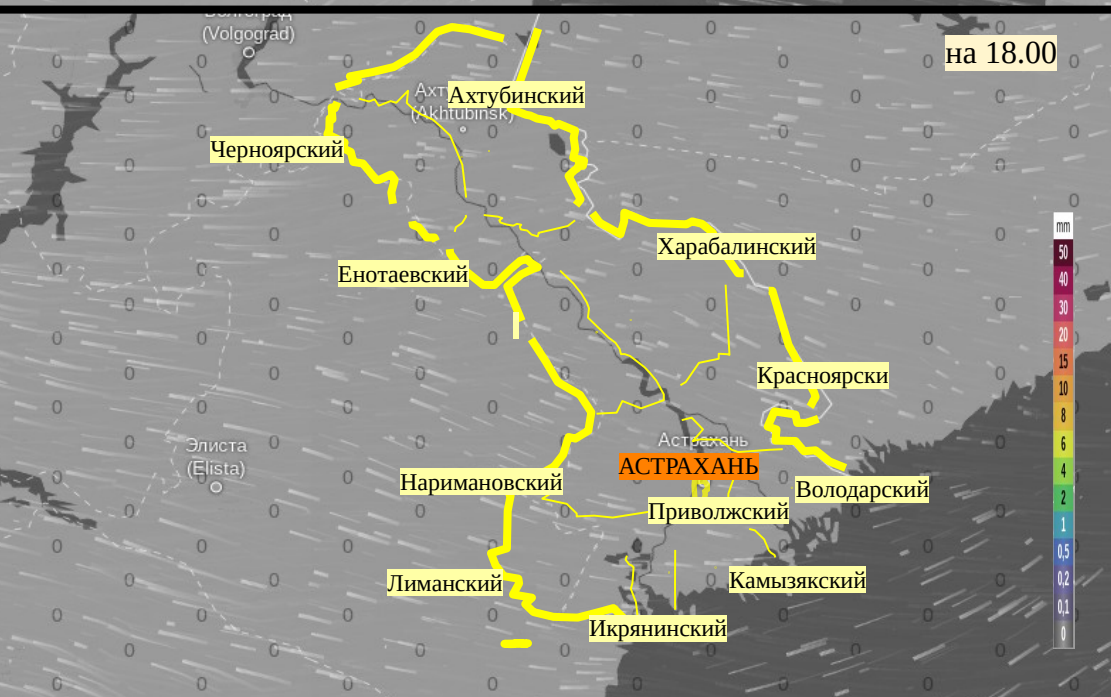 (Volgograd)
на 18.00
Ахтубинский
(Akhtubinsk)
Черноярский
Харабалинский
Енотаевский
mm
50
40
30
20
15
10
8
6
4
2
1
0,5
0,2
0,1
0
Красноярски
Элиста
(Elista)
Астрахань
АСТРАХАНЬ
Наримановский
Володарский
Приволжский
Лиманский
Камызякский
Икрянинский